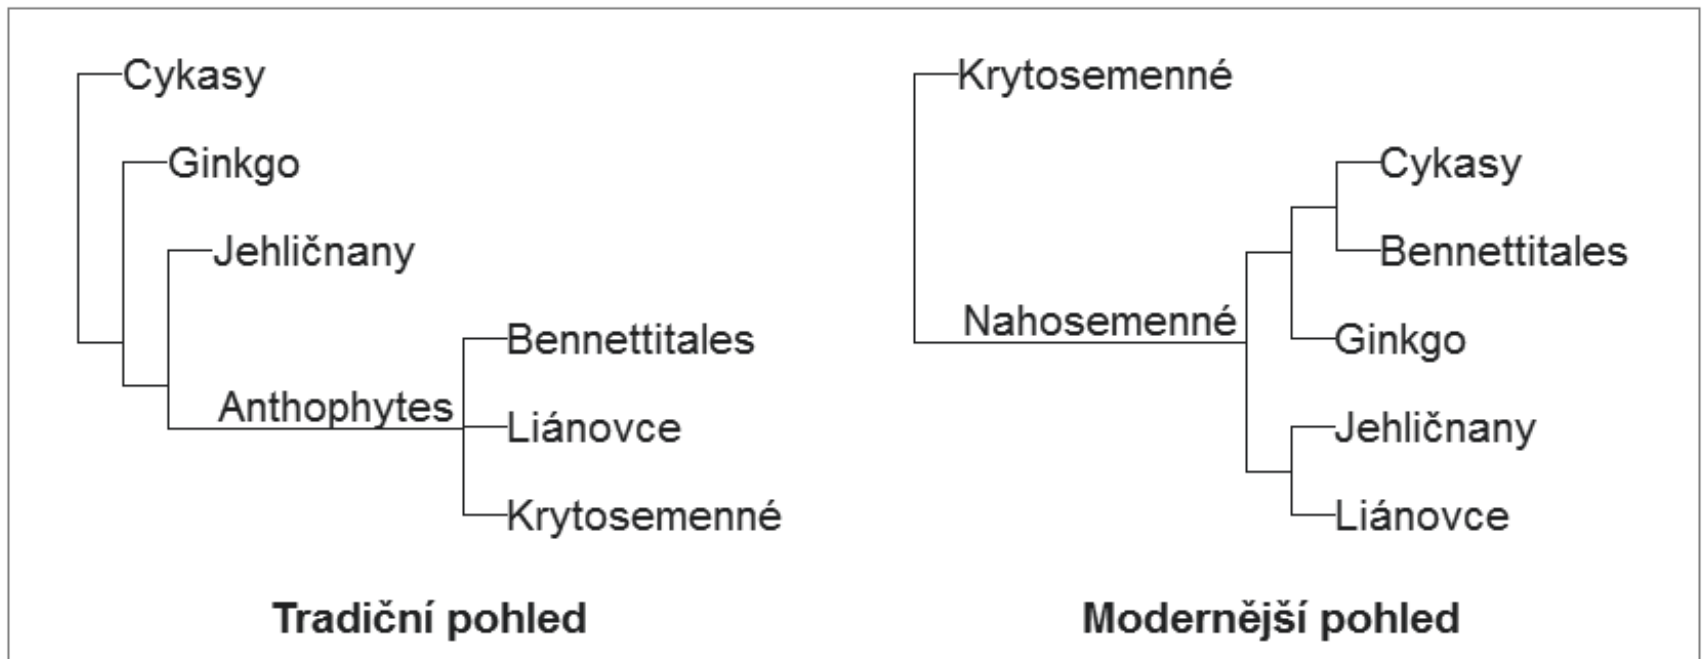 Cykasy
Ginkgo
Jehličnany
Bennettitales
Anthophytes
Liánovce
Krytosemenné
Tradiční pohled
Krytosemenné
Cykasy
Bennettitales
Nahosemenné
Ginkgo
Jehličnany
Liánovce
Modernější pohled